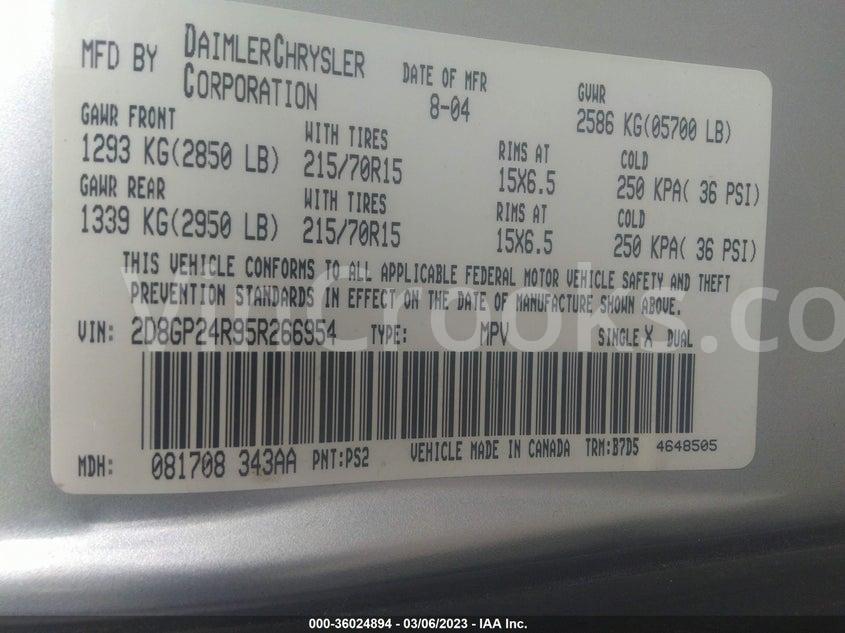 MFD BY DAIMLERCHRYSLER CORPORATION DATE OF MFR 8-04 GVWR 2586 KG(05700 LB)
GAWR FRONT WITH TIRES RIMS AT COLD
1293 KG(2850 LB) 215/70R15 15X6.5 250 KPA( 36 PSI)
GAWR REAR WITH TIRES RIMS AT COLD
1339 KG(2950 LB) 215/70R15 15X6.5 250 KPA( 36 PSI)
THIS VEHICLE CONFORMS TO ALL APPLICABLE FEDERAL MOTOR VEHICLE SAFETY AND THEFT
PREVENTION STANDARDS IN EFFECT ON THE DATE OF MANUFACTURE SHOWN ABOVE.
VinCrooks.co
VIN: 2D8GP24R95R266954 TYPE: MPV SINGLE X DUAL
MDH: 081708 343AA PNT:PS2 VEHICLE MADE IN CANADA TRM:B7D5 4648505
000-36024894 — 03/06/2023 — IAA Inc.